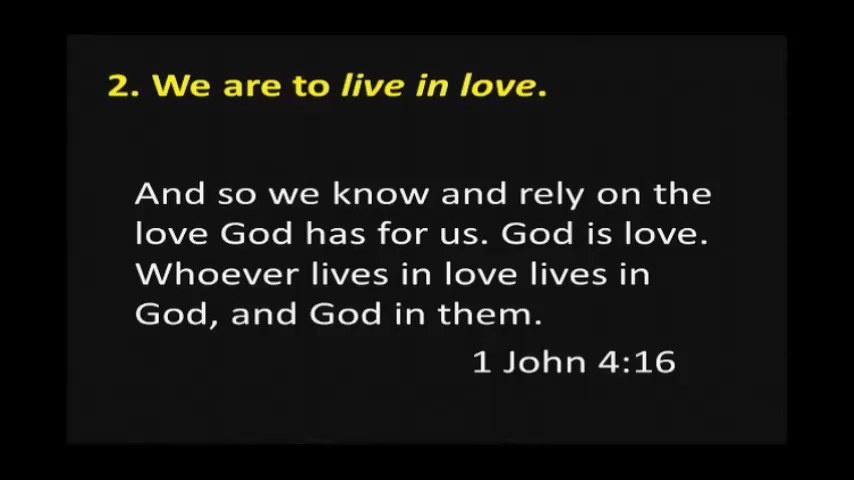 2. We are to live in love.
And so we know and rely on the
love God has for us. God is love.
Whoever lives in love lives in
God, and God in them.
1 John 4:16